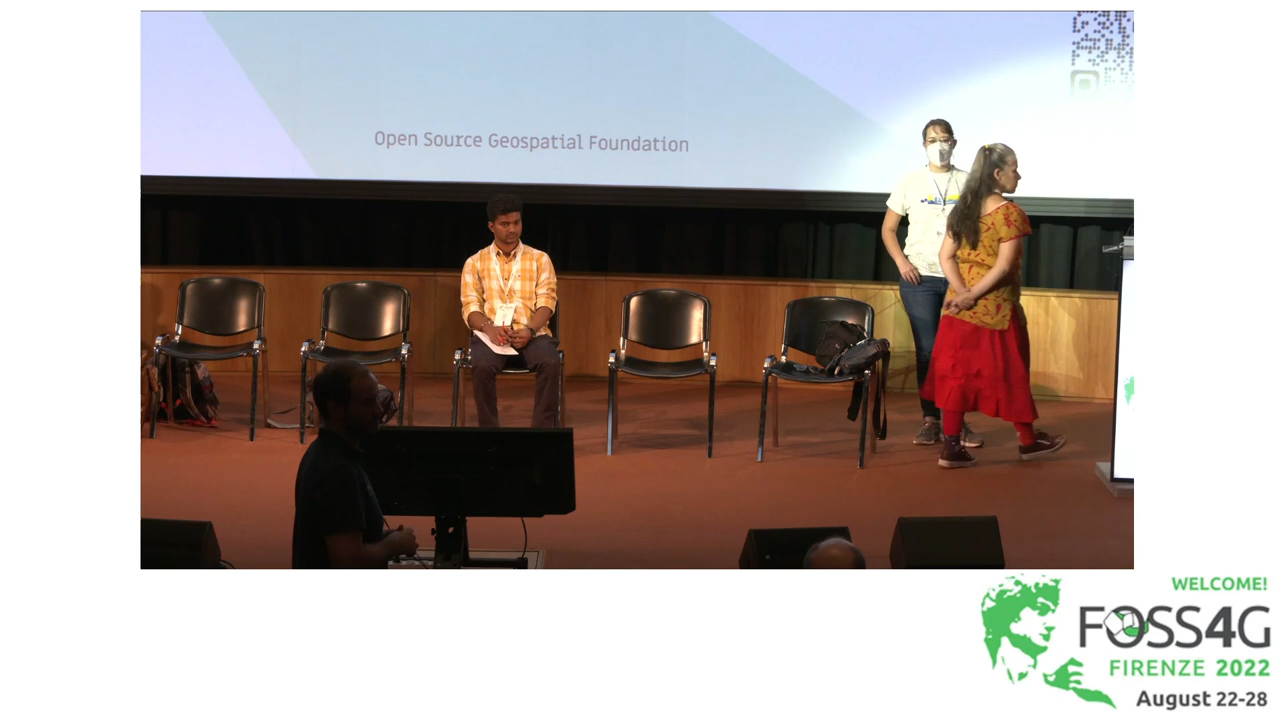 Open Source Geospatial Foundation
WELCOME!
FOSS4G
FIRENZE 2022
August 22-28